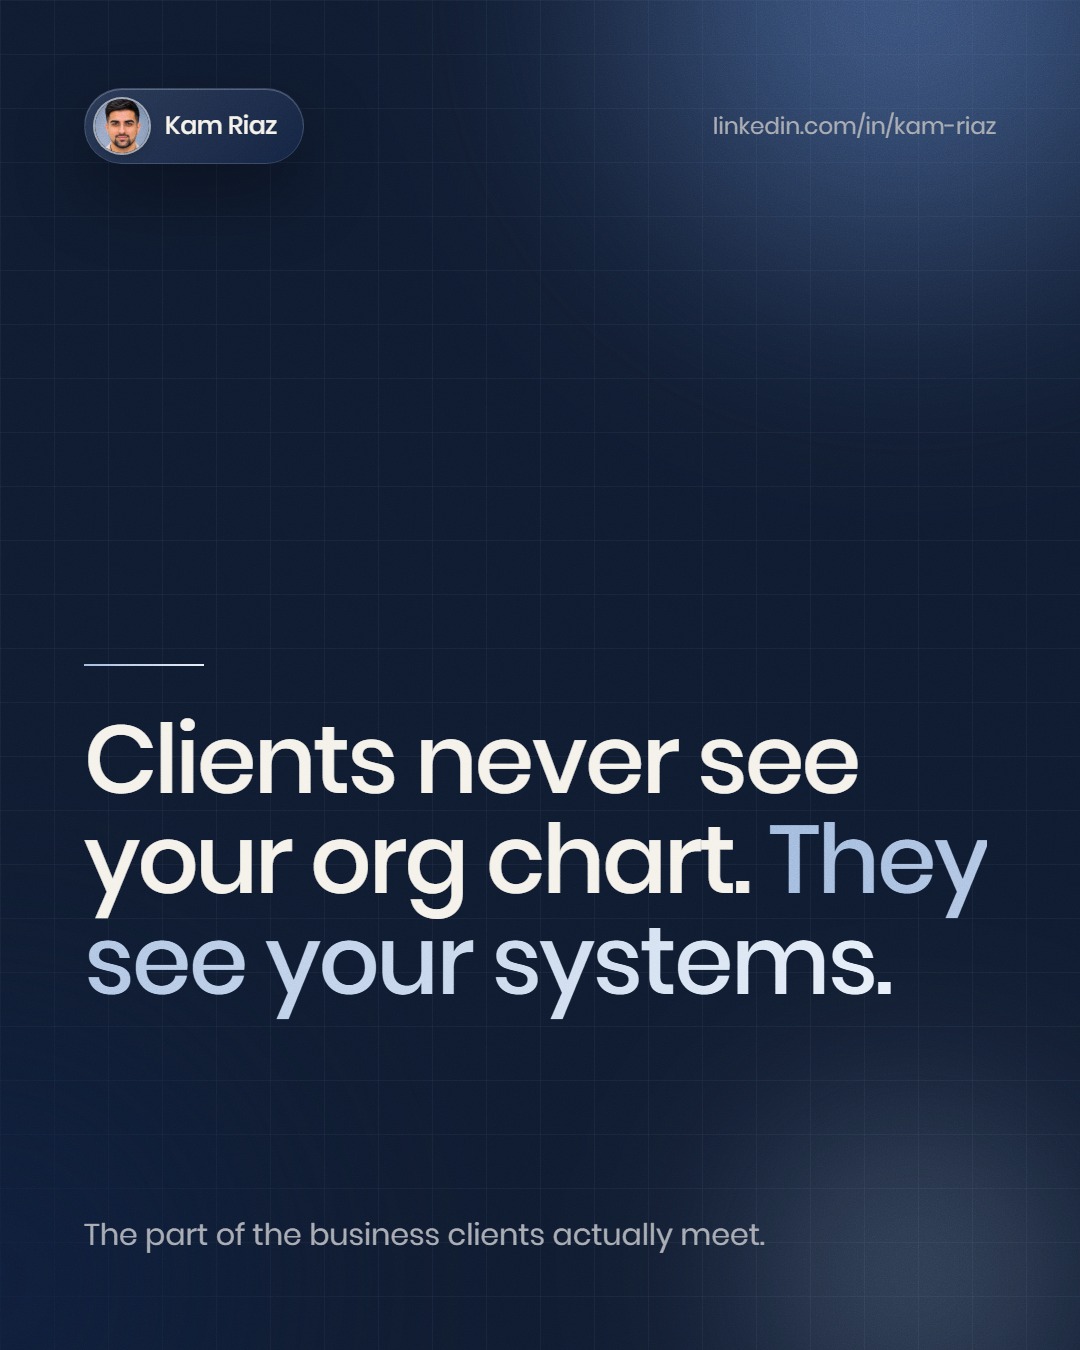 Kam Riaz
linkedin.com/in/kam-riaz
Clients never see
your org chart. They
see your systems.
The part of the business clients actually meet.